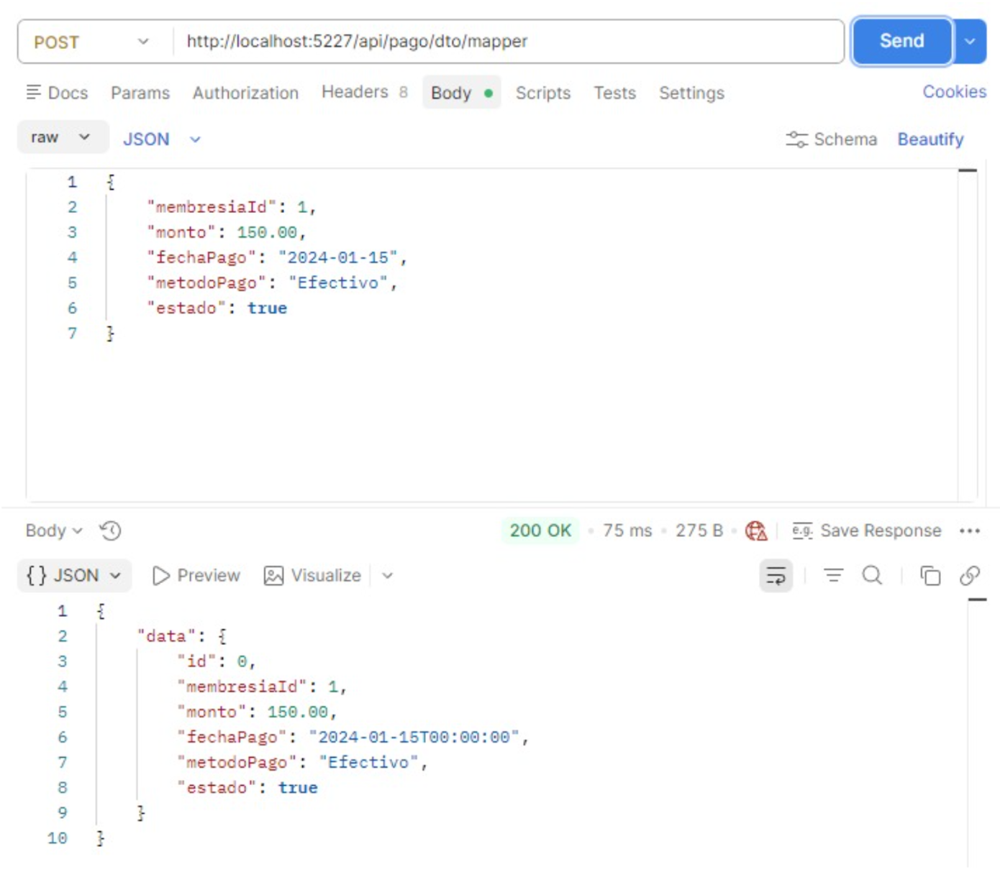 POST http://localhost:5227/api/pago/dto/mapper Send
Docs Params Authorization Headers 8 Body Scripts Tests Settings Cookies
raw JSON Schema Beautify
1 {
2 "membresiaId": 1,
3 "monto": 150.00,
4 "fechaPago": "2024-01-15",
5 "metodoPago": "Efectivo",
6 "estado": true
7 }
Body 200 OK • 75 ms • 275 B • e.g. Save Response •••
{} JSON Preview Visualize
1 {
2 "data": {
3 "id": 0,
4 "membresiaId": 1,
5 "monto": 150.00,
6 "fechaPago": "2024-01-15T00:00:00",
7 "metodoPago": "Efectivo",
8 "estado": true
9 }
10 }